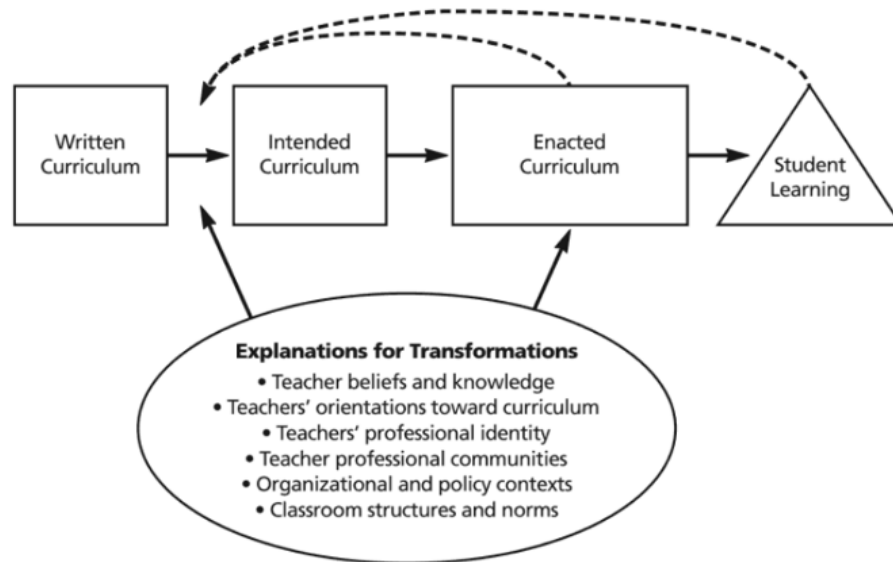 Written
Curriculum
Intended
Curriculum
Enacted
Curriculum
Student
Learning
Explanations for Transformations
• Teacher beliefs and knowledge
• Teachers' orientations toward curriculum
• Teachers' professional identity
• Teacher professional communities
• Organizational and policy contexts
• Classroom structures and norms